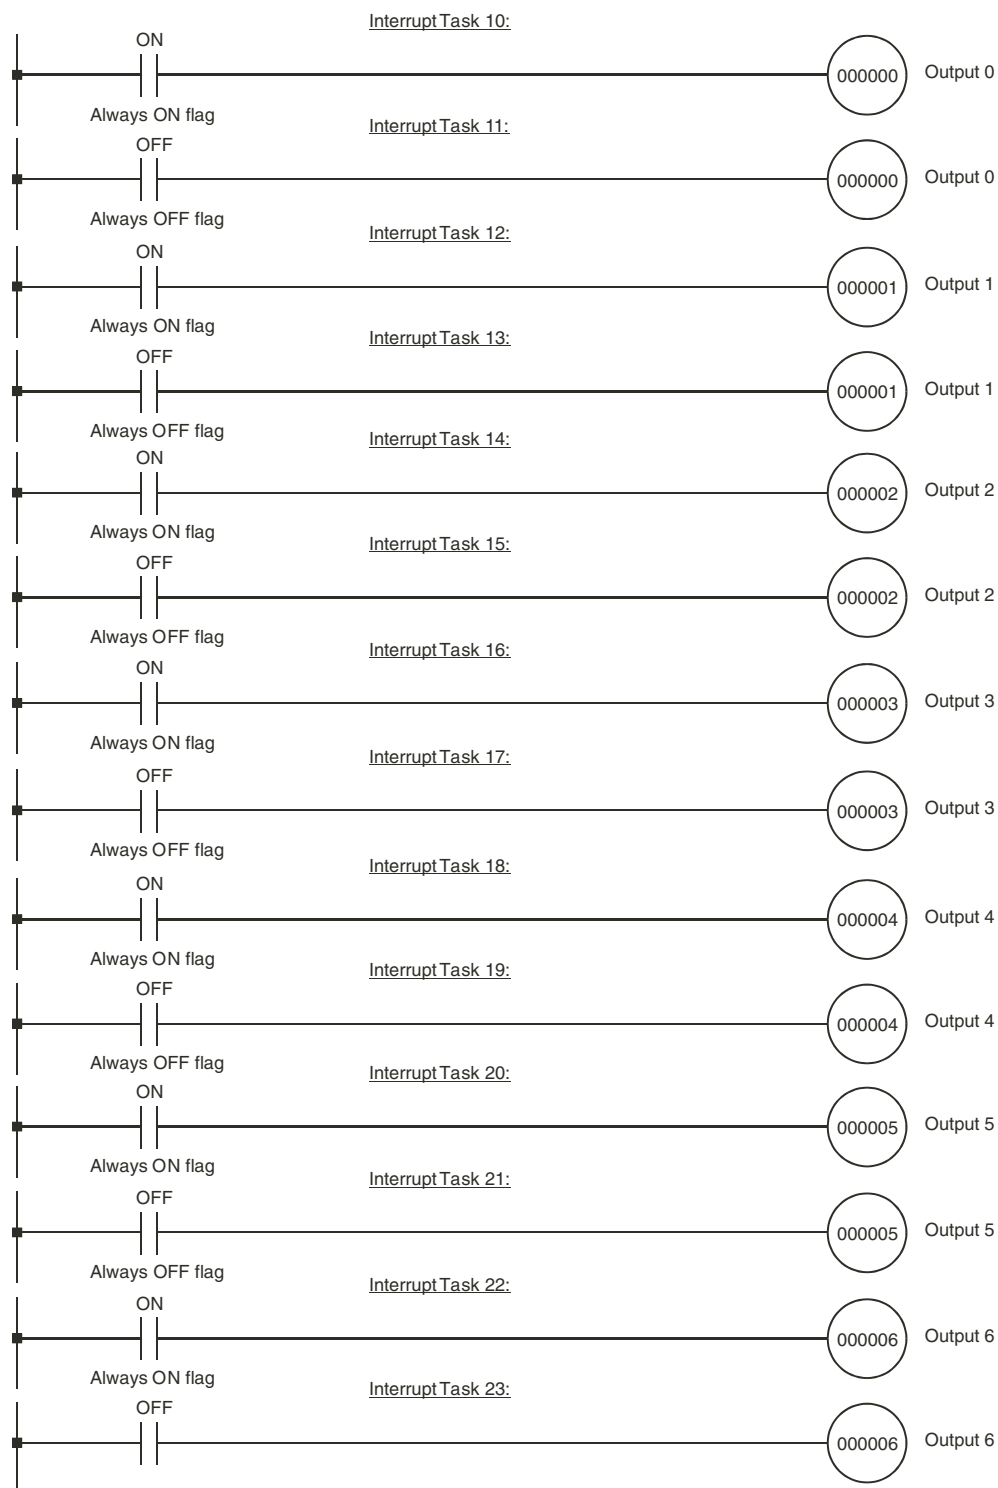 Interrupt Task 10:
ON
000000 Output 0
Always ON flag
Interrupt Task 11:
OFF
000000 Output 0
Always OFF flag
Interrupt Task 12:
ON
000001 Output 1
Always ON flag
Interrupt Task 13:
OFF
000001 Output 1
Always OFF flag
Interrupt Task 14:
ON
000002 Output 2
Always ON flag
Interrupt Task 15:
OFF
000002 Output 2
Always OFF flag
Interrupt Task 16:
ON
000003 Output 3
Always ON flag
Interrupt Task 17:
OFF
000003 Output 3
Always OFF flag
Interrupt Task 18:
ON
000004 Output 4
Always ON flag
Interrupt Task 19:
OFF
000004 Output 4
Always OFF flag
Interrupt Task 20:
ON
000005 Output 5
Always ON flag
Interrupt Task 21:
OFF
000005 Output 5
Always OFF flag
Interrupt Task 22:
ON
000006 Output 6
Always ON flag
Interrupt Task 23:
OFF
000006 Output 6